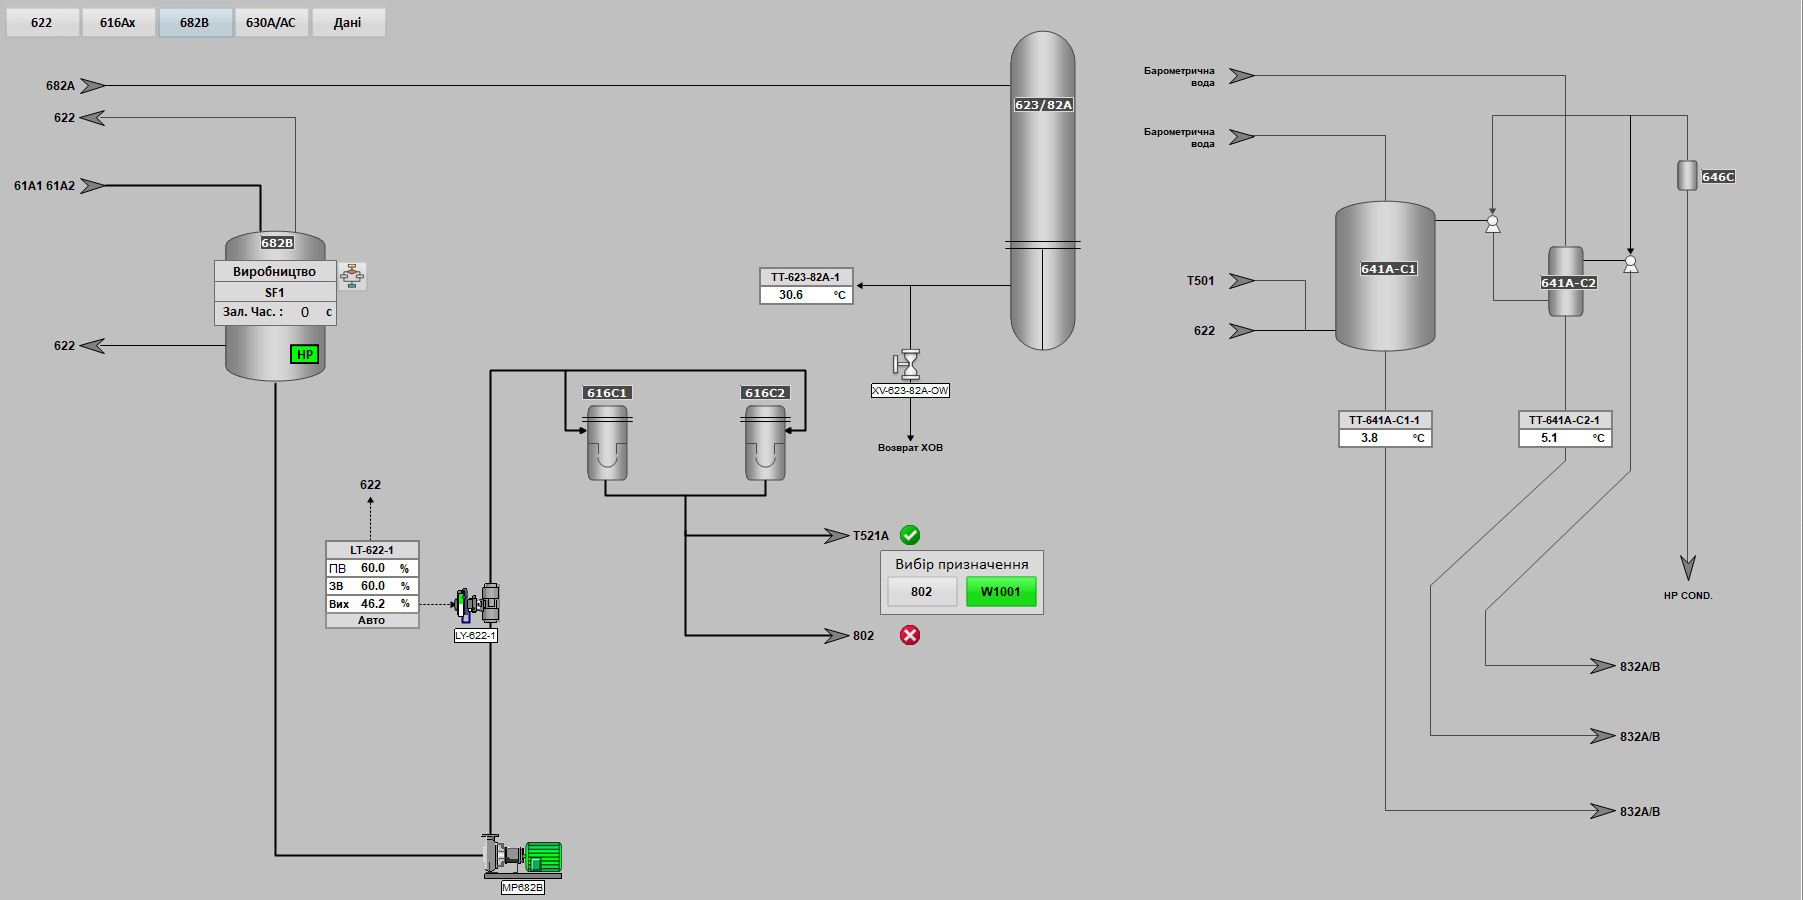 622
616Ax
682B
630A/AC
Дані
682A
622
61A1 61A2
682B
Виробництво
SF1
Зал. Час. : 0 с
622
HP
623/82A
TT-623-82A-1
30.6 °C
XV-623-82A-OW
Возврат ХОВ
616C1
616C2
622
LT-622-1
ПВ 60.0 %
ЗВ 60.0 %
Вих 46.2 %
Авто
LY-622-1
T521A
Вибір призначення
802
W1001
802
MP682B
Барометрична
вода
Барометрична
вода
646C
641A-C1
641A-C2
T501
622
TT-641A-C1-1
3.8 °C
TT-641A-C2-1
5.1 °C
HP COND.
832A/B
832A/B
832A/B